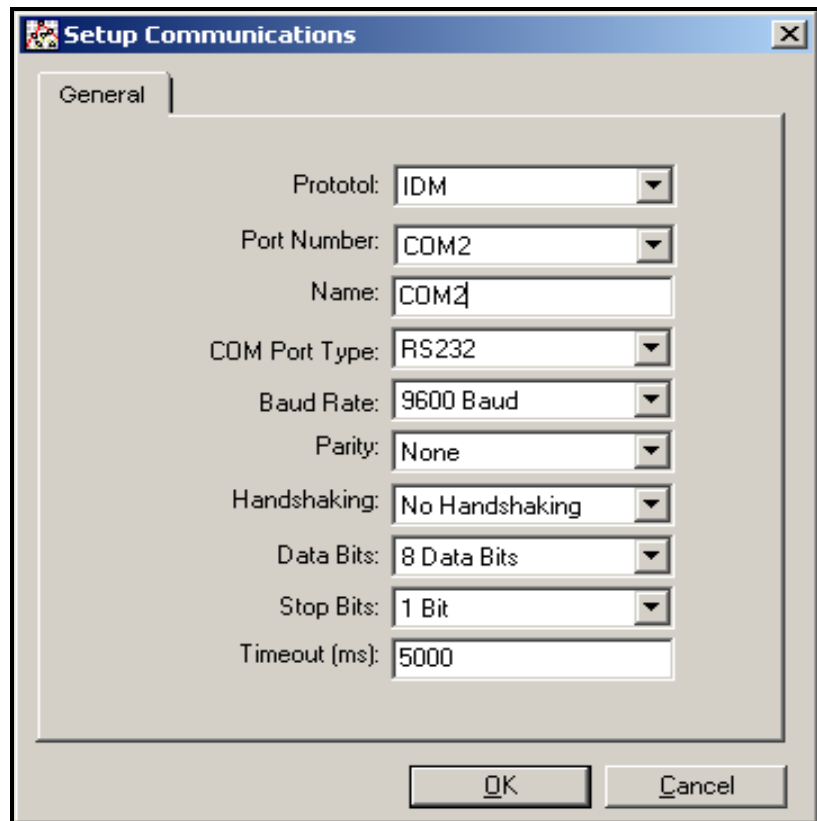 Setup Communications
General
Prototol: IDM
Port Number: COM2
Name: COM2
COM Port Type: RS232
Baud Rate: 9600 Baud
Parity: None
Handshaking: No Handshaking
Data Bits: 8 Data Bits
Stop Bits: 1 Bit
Timeout (ms): 5000
OK Cancel